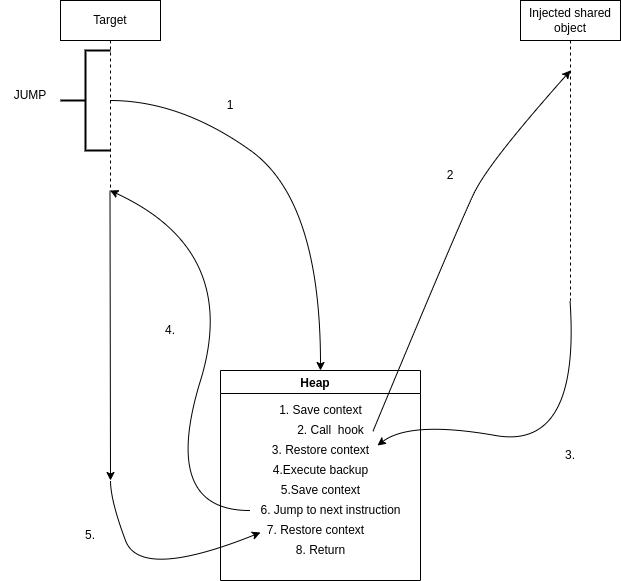 Target
Injected shared
object
JUMP
1
2
4.
Heap
1. Save context
2. Call  hook
3. Restore context
4.Execute backup
5.Save context
6. Jump to next instruction
7. Restore context
8. Return
3.
5.